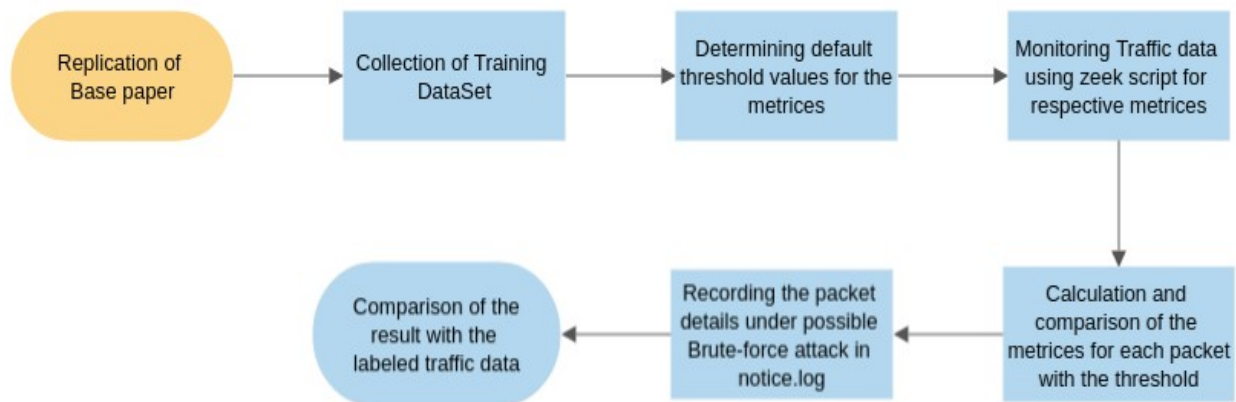 Replication of
Base paper
Collection of Training
DataSet
Determining default
threshold values for the
metrices
Monitoring Traffic data
using zeek script for
respective metrices
Calculation and
comparison of the
metrices for each packet
with the threshold
Recording the packet
details under possible
Brute-force attack in
notice.log
Comparison of the
result with the
labeled traffic data